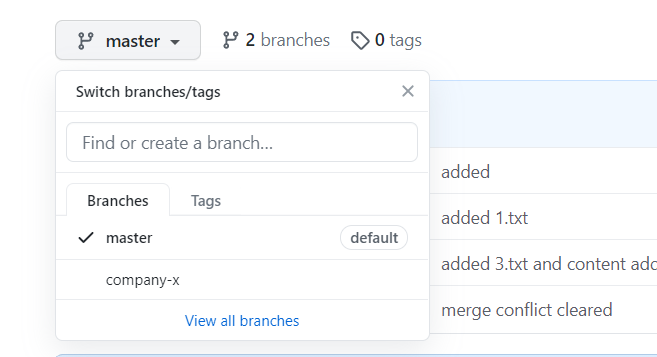 master 2 branches 0 tags
Switch branches/tags
Find or create a branch...
Branches Tags
master default
company-x
View all branches
added
added 1.txt
added 3.txt and content add
merge conflict cleared